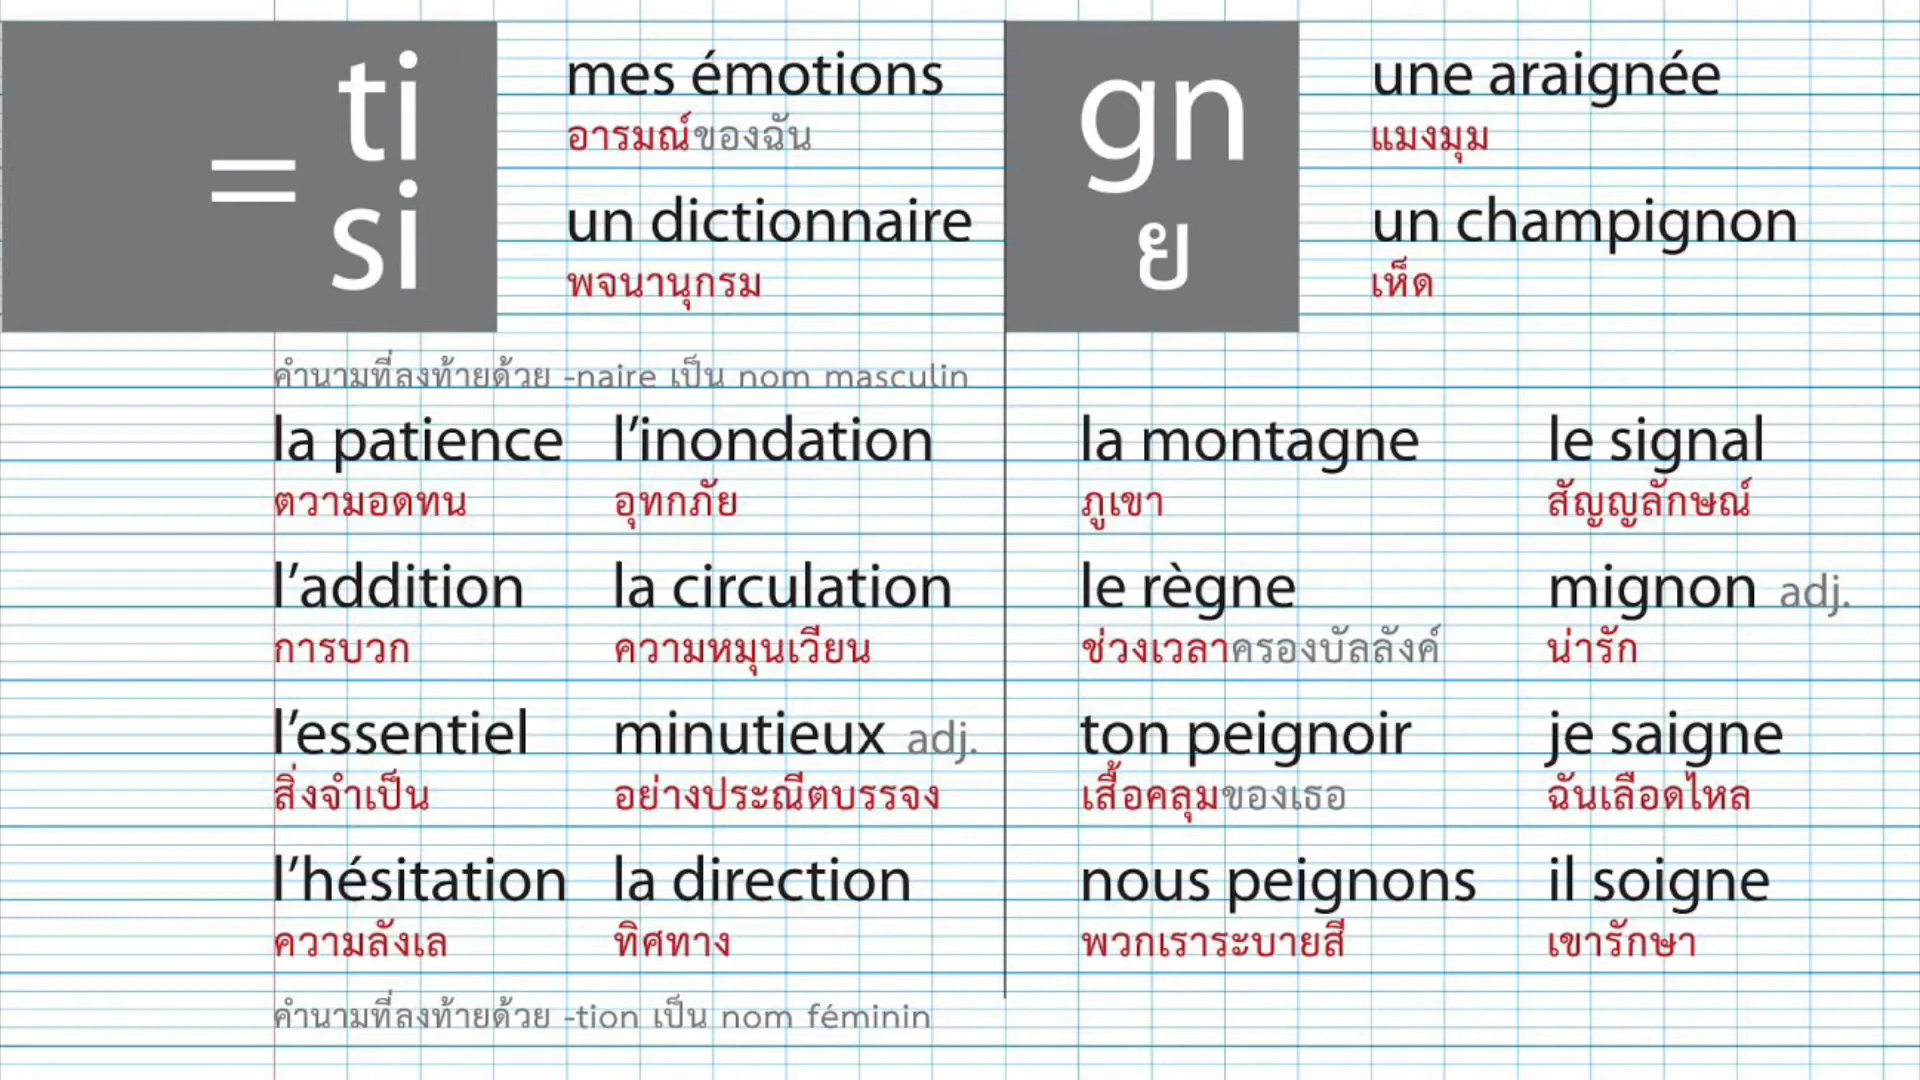 = ti
si
mes émotions
อารมณ์ของฉัน
un dictionnaire
พจนานุกรม
คำนามที่ลงท้ายด้วย -naire เป็น nom masculin
la patience
ตวามอดทน
l’inondation
อุทกภัย
l’addition
การบวก
la circulation
ความหมุนเวียน
l’essentiel
สิ่งจำเป็น
minutieux adj.
อย่างประณีตบรรจง
l’hésitation
ความลังเล
la direction
ทิศทาง
คำนามที่ลงท้ายด้วย -tion เป็น nom féminin
gn
ย
une araignée
แมงมุม
un champignon
เห็ด
la montagne
ภูเขา
le signal
สัญญลักษณ์
le règne
ช่วงเวลาครองบัลลังค์
mignon adj.
น่ารัก
ton peignoir
เสื้อคลุมของเธอ
je saigne
ฉันเลือดไหล
nous peignons
พวกเราระบายสี
il soigne
เขารักษา